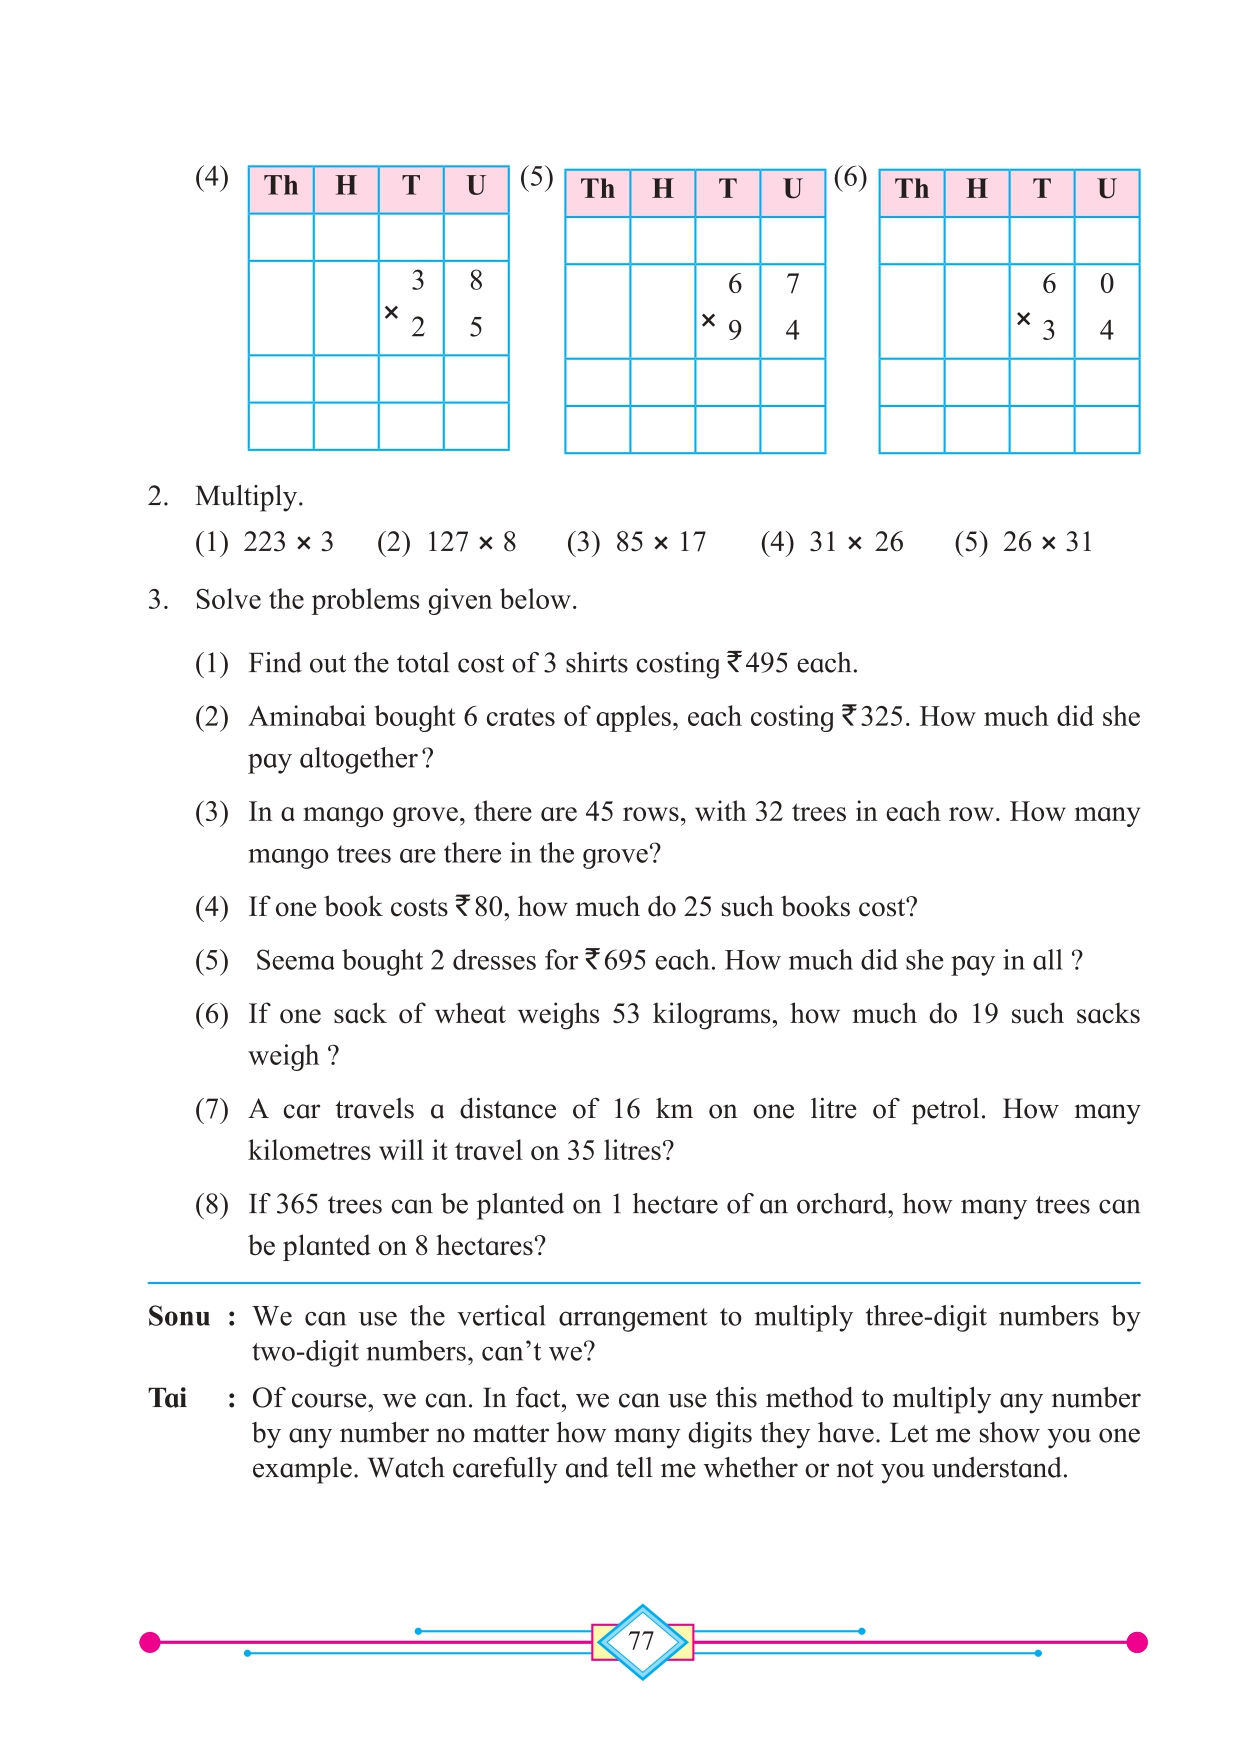 (4) Th H T U (5) Th H T U (6) Th H T U
3 8 6 7 6 0
× × ×
2 5 9 4 3 4
2. Multiply.
(1) 223 × 3 (2) 127 × 8 (3) 85 × 17 (4) 31 × 26 (5) 26 × 31
3. Solve the problems given below.
(1) Find out the total cost of 3 shirts costing ₹495 each.
(2) Aminabai bought 6 crates of apples, each costing ₹325. How much did she
pay altogether?
(3) In a mango grove, there are 45 rows, with 32 trees in each row. How many
mango trees are there in the grove?
(4) If one book costs ₹80, how much do 25 such books cost?
(5) Seema bought 2 dresses for ₹695 each. How much did she pay in all ?
(6) If one sack of wheat weighs 53 kilograms, how much do 19 such sacks
weigh ?
(7) A car travels a distance of 16 km on one litre of petrol. How many
kilometres will it travel on 35 litres?
(8) If 365 trees can be planted on 1 hectare of an orchard, how many trees can
be planted on 8 hectares?
Sonu : We can use the vertical arrangement to multiply three-digit numbers by
two-digit numbers, can't we?
Tai : Of course, we can. In fact, we can use this method to multiply any number
by any number no matter how many digits they have. Let me show you one
example. Watch carefully and tell me whether or not you understand.
77